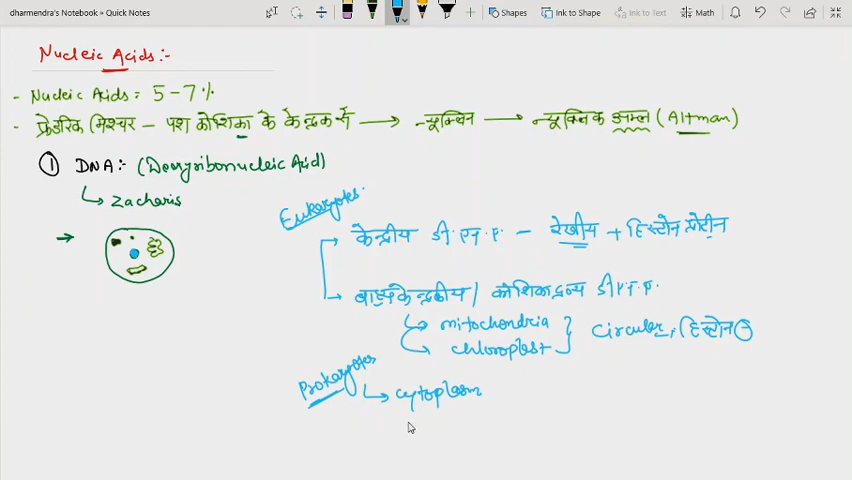 dharmendra's Notebook » Quick Notes
Shapes Ink to Shape Ink to Text Math
Nucleic Acids:-
- Nucleic Acids = 5-7%
- फ्रेडरिक मिशर - पश कोशिका के केन्द्रक से → न्यूक्लिन → न्यूक्लिक अम्ल (Altman)
① DNA:- (Deoxyribonucleic Acid)
↳ Zacharis
Eukaryotes
→ केन्द्रीय डी.एन.ए. - रेखीय + हिस्टोन प्रोटीन
→ बाह्यकेन्द्रकीय / कोशिकाद्रव्य डी.एन.ए.
↳ mitochondria
↳ chloroplast } Circular, हिस्टोन ⊖
Prokaryotes
↳ cytoplasm